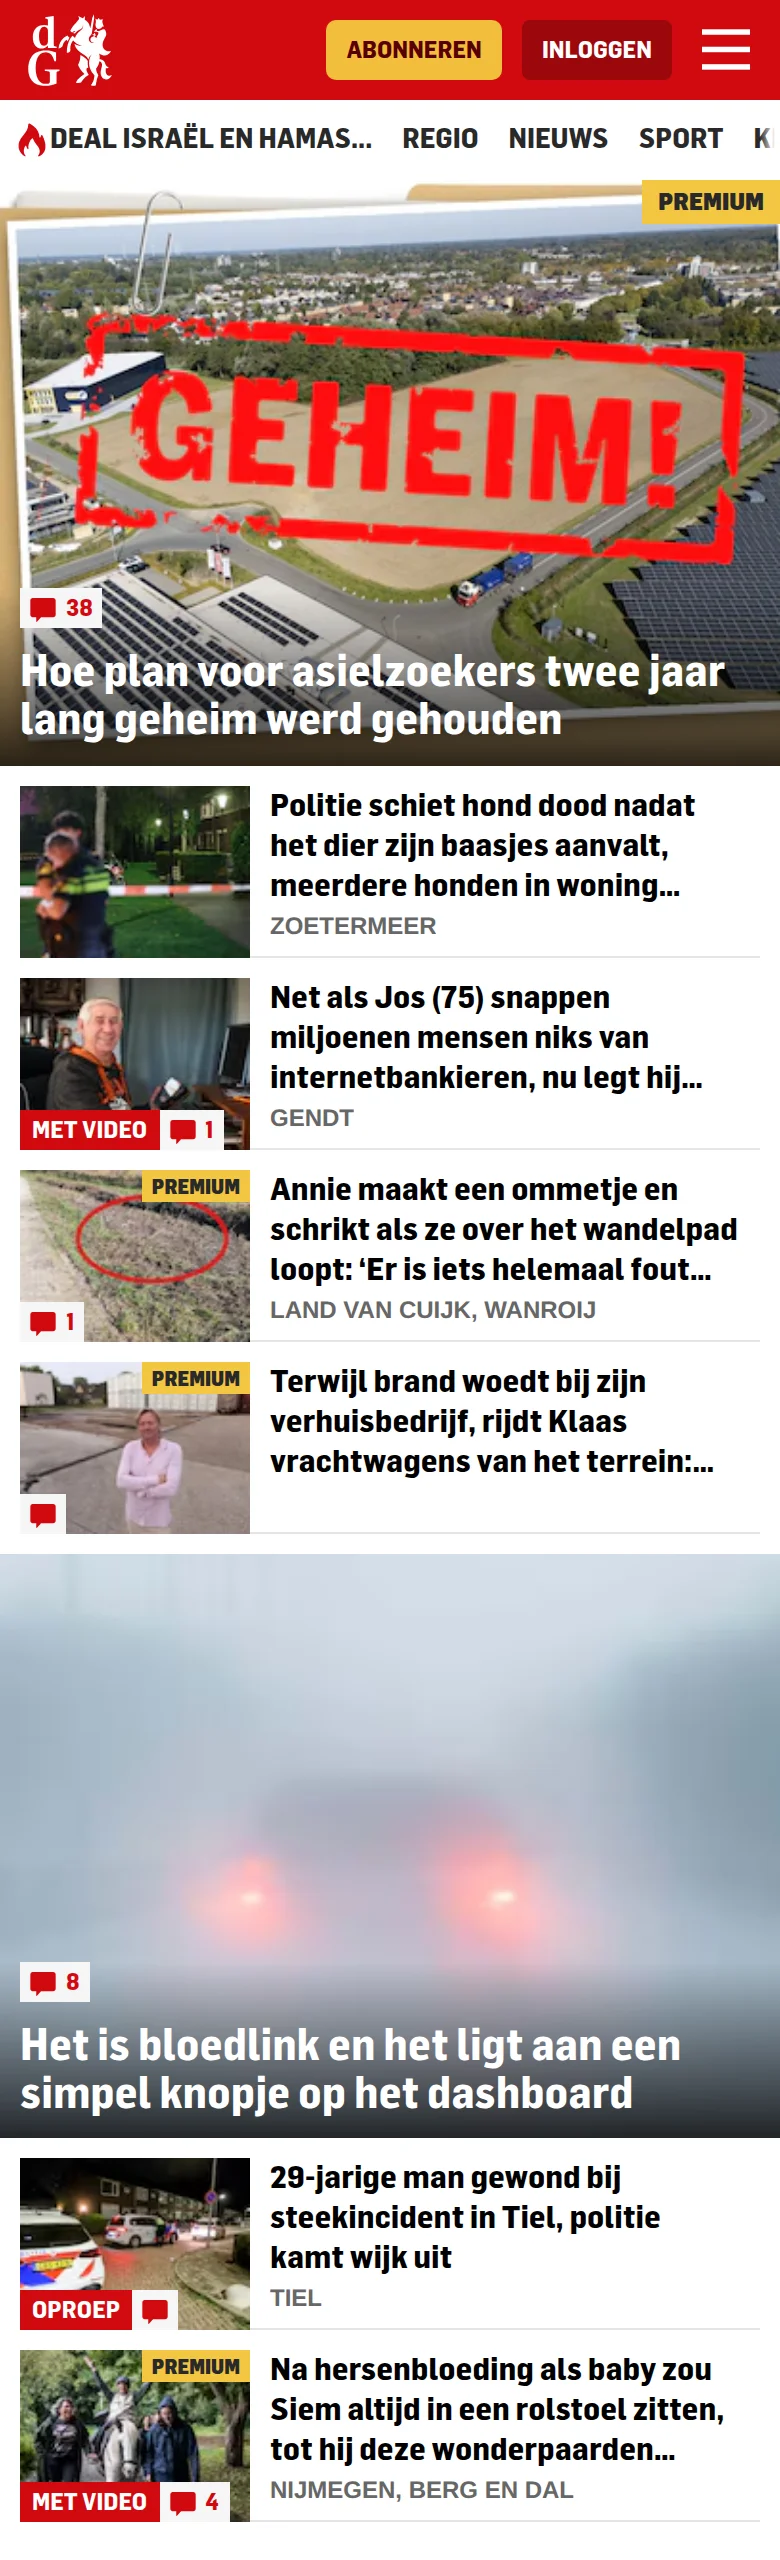 dG
ABONNEREN
INLOGGEN
DEAL ISRAËL EN HAMAS... REGIO NIEUWS SPORT
PREMIUM
GEHEIM!
38
Hoe plan voor asielzoekers twee jaar
lang geheim werd gehouden
Politie schiet hond dood nadat
het dier zijn baasjes aanvalt,
meerdere honden in woning...
ZOETERMEER
Net als Jos (75) snappen
miljoenen mensen niks van
internetbankieren, nu legt hij...
GENDT
MET VIDEO
1
PREMIUM
Annie maakt een ommetje en
schrikt als ze over het wandelpad
loopt: ‘Er is iets helemaal fout...
LAND VAN CUIJK, WANROIJ
1
PREMIUM
Terwijl brand woedt bij zijn
verhuisbedrijf, rijdt Klaas
vrachtwagens van het terrein:...
8
Het is bloedlink en het ligt aan een
simpel knopje op het dashboard
29-jarige man gewond bij
steekincident in Tiel, politie
kamt wijk uit
TIEL
OPROEP
PREMIUM
Na hersenbloeding als baby zou
Siem altijd in een rolstoel zitten,
tot hij deze wonderpaarden...
NIJMEGEN, BERG EN DAL
MET VIDEO
4